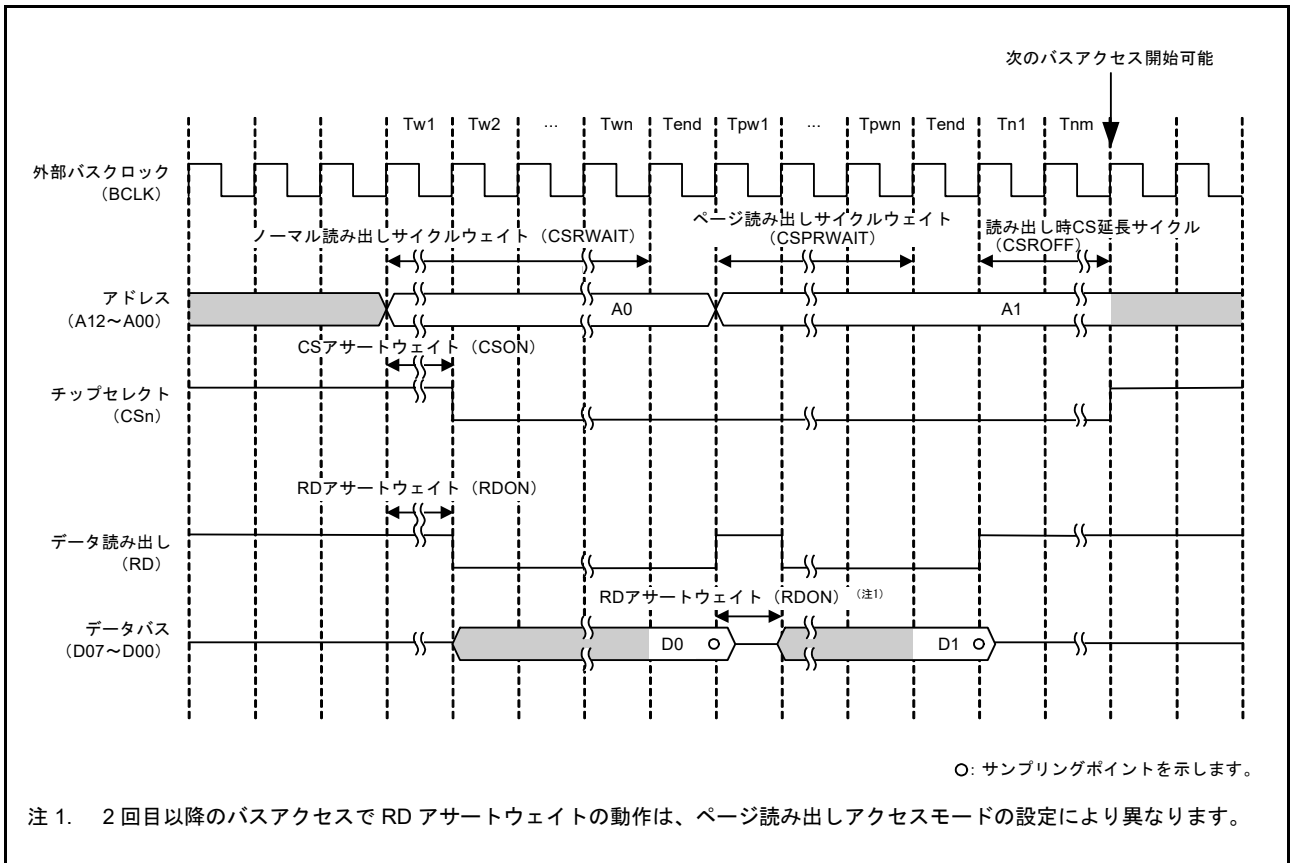 次のバスアクセス開始可能
Tw1 Tw2 ... Twn Tend Tpw1 ... Tpwn Tend Tn1 Tnm
外部バスクロック
（BCLK）
ノーマル読み出しサイクルウェイト（CSRWAIT）
ページ読み出しサイクルウェイト
（CSPRWAIT）
読み出し時CS延長サイクル
（CSROFF）
アドレス
（A12～A00）
A0
A1
CSアサートウェイト（CSON）
チップセレクト
（CSn）
RDアサートウェイト（RDON）
データ読み出し
（RD）
RDアサートウェイト（RDON）（注1）
データバス
（D07～D00）
D0
D1
O: サンプリングポイントを示します。
注 1. 2 回目以降のバスアクセスで RD アサートウェイトの動作は、ページ読み出しアクセスモードの設定により異なります。